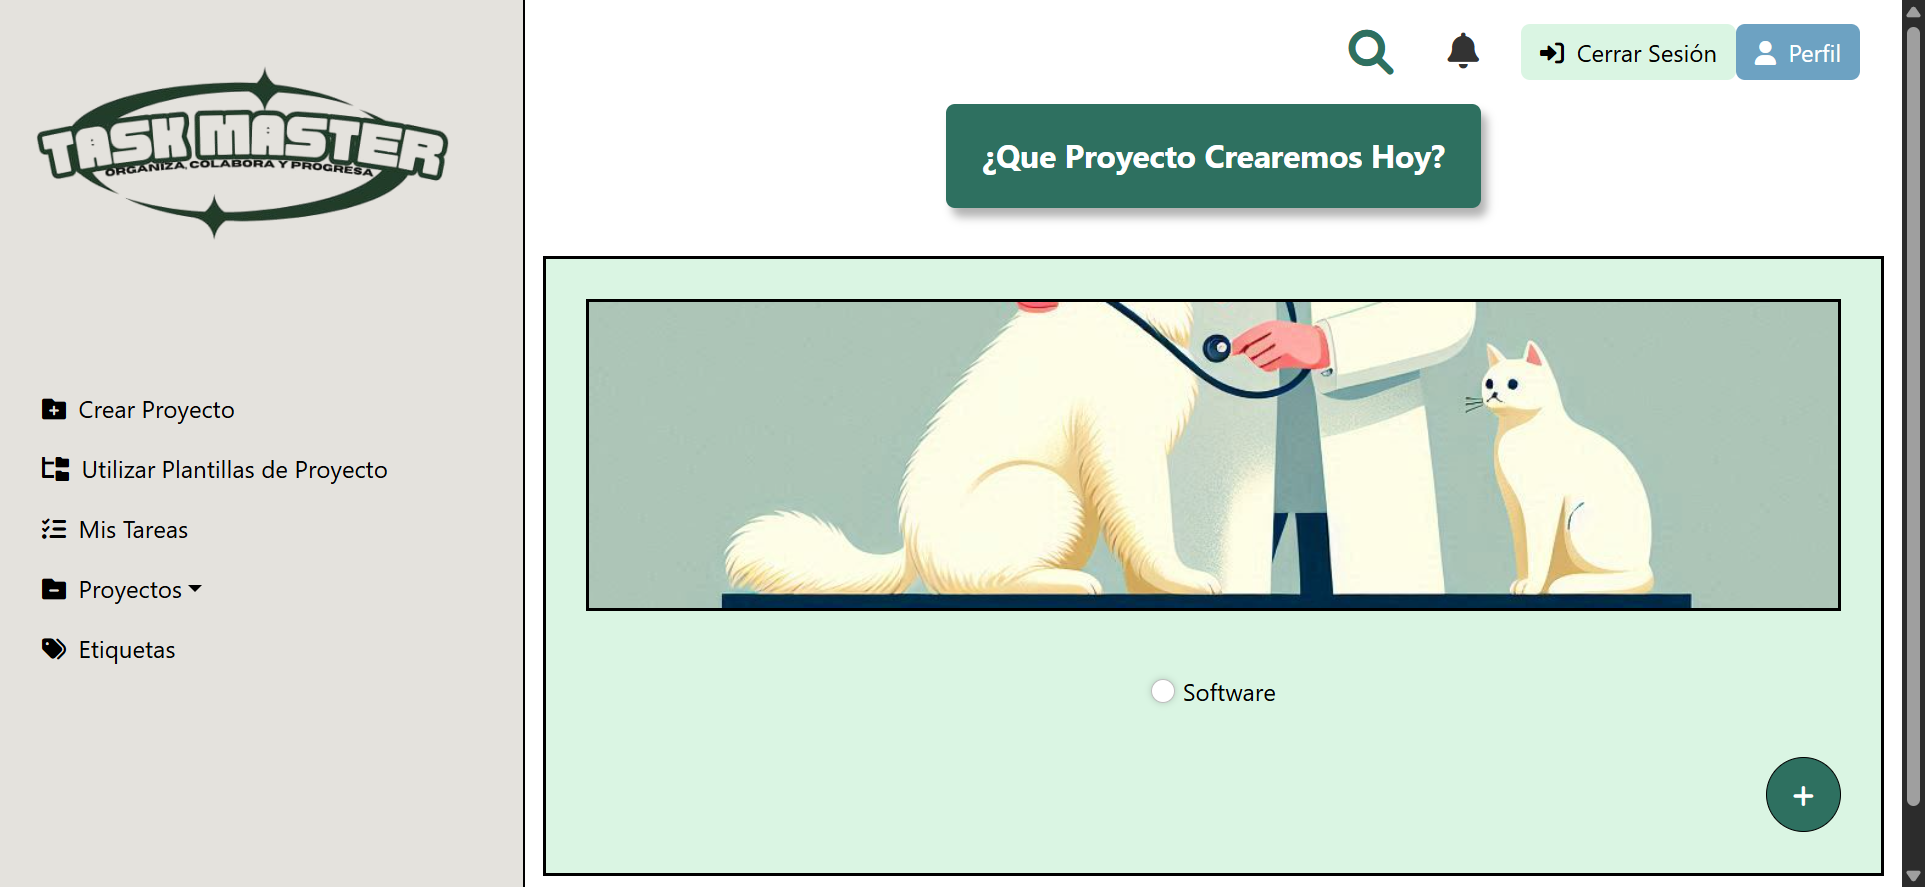 TASK MASTER
ORGANIZA, COLABORA Y PROGRESA
Crear Proyecto
Utilizar Plantillas de Proyecto
Mis Tareas
Proyectos
Etiquetas
Cerrar Sesión
Perfil
¿Que Proyecto Crearemos Hoy?
Software